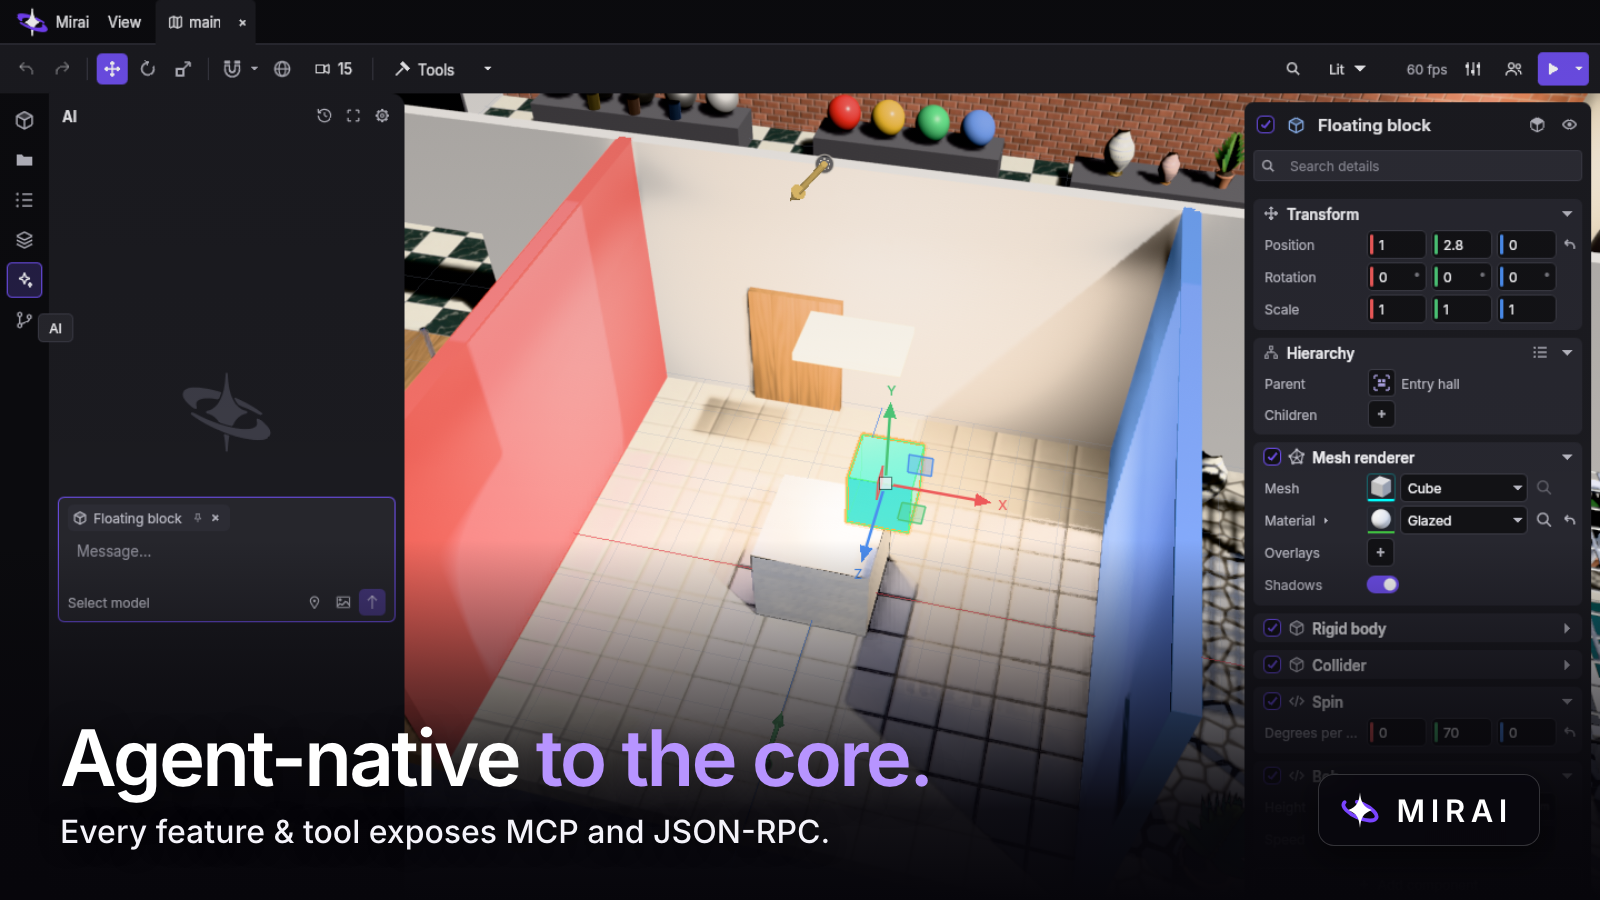 Mirai View main ×
15 Tools
Lit 60 fps
AI
AI
Floating block ×
Message...
Select model
Y
X
Z
Floating block
Search details
Transform
Position 1 2.8 0
Rotation 0 ° 0 ° 0 °
Scale 1 1 1
Hierarchy
Parent Entry hall
Children +
Mesh renderer
Mesh Cube
Material Glazed
Overlays +
Shadows
Rigid body
Collider
Spin
Degrees per ... 0 70 0
Height
Agent-native to the core.
Every feature & tool exposes MCP and JSON-RPC.
MIRAI